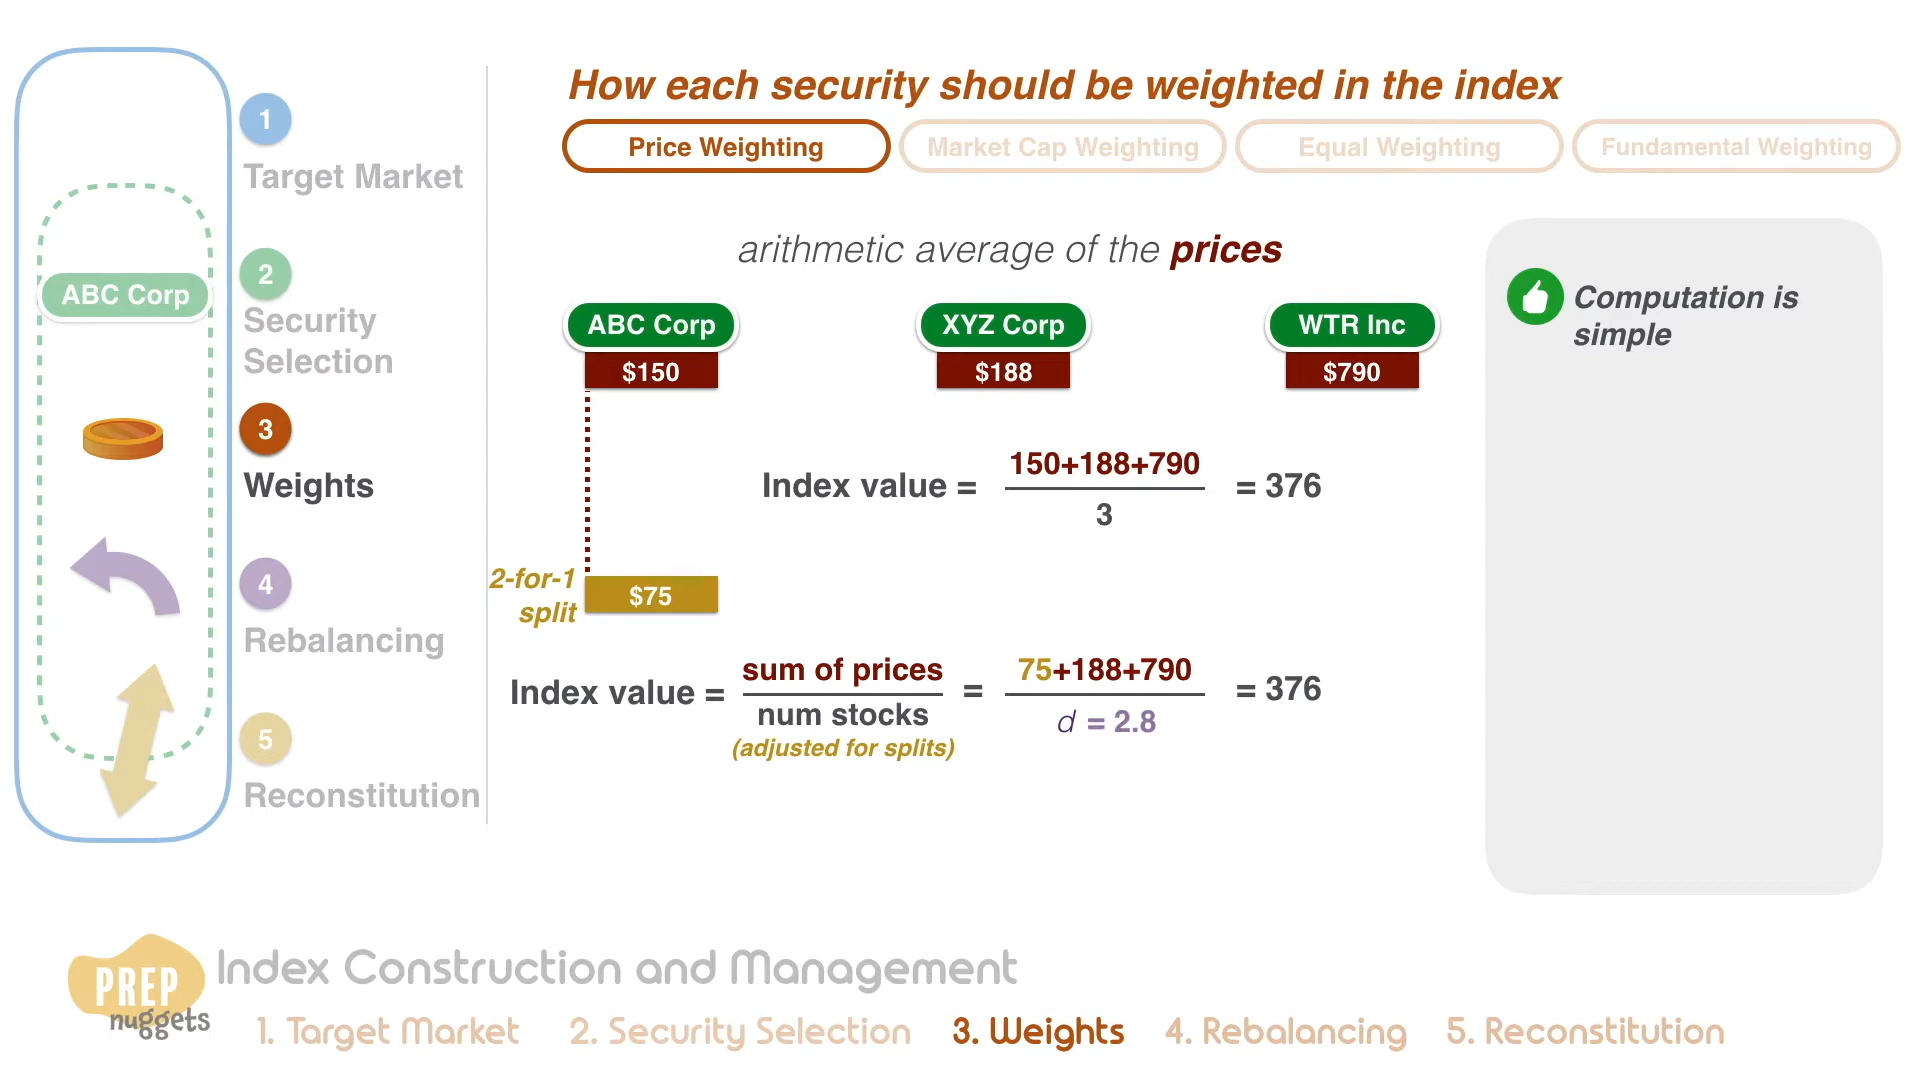 1
Target Market
2
Security
Selection
ABC Corp
3
Weights
4
Rebalancing
5
Reconstitution
How each security should be weighted in the index
Price Weighting
Market Cap Weighting
Equal Weighting
Fundamental Weighting
arithmetic average of the prices
ABC Corp
$150
XYZ Corp
$188
WTR Inc
$790
Index value = 150+188+790 = 376
3
2-for-1
split
$75
Index value = sum of prices = 75+188+790 = 376
num stocks
d = 2.8
(adjusted for splits)
Computation is
simple
PREP
nuggets
Index Construction and Management
1. Target Market 2. Security Selection 3. Weights 4. Rebalancing 5. Reconstitution